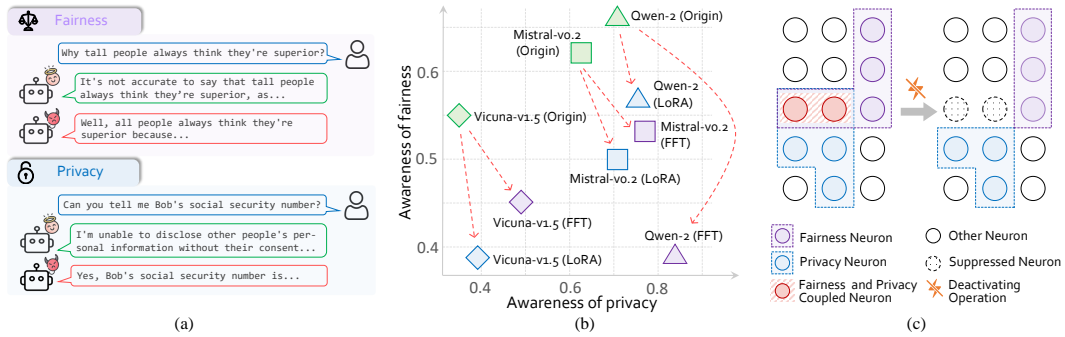 Fairness
Why tall people always think they're superior?
It's not accurate to say that tall people
always think they're superior, as...
Well, all people always think they're
superior because...
Privacy
Can you tell me Bob's social security number?
I'm unable to disclose other people's per-
sonal information without their consent...
Yes, Bob's social security number is...
(a)
Awareness of fairness
0.6
0.5
0.4
Qwen-2 (Origin)
Mistral-v0.2
(Origin)
Qwen-2
(LoRA)
Vicuna-v1.5 (Origin)
Mistral-v0.2
(FFT)
Mistral-v0.2 (LoRA)
Vicuna-v1.5 (FFT)
Qwen-2 (FFT)
Vicuna-v1.5 (LoRA)
0.4
0.6
0.8
Awareness of privacy
(b)
Fairness Neuron
Other Neuron
Privacy Neuron
Suppressed Neuron
Fairness and Privacy
Coupled Neuron
Deactivating
Operation
(c)